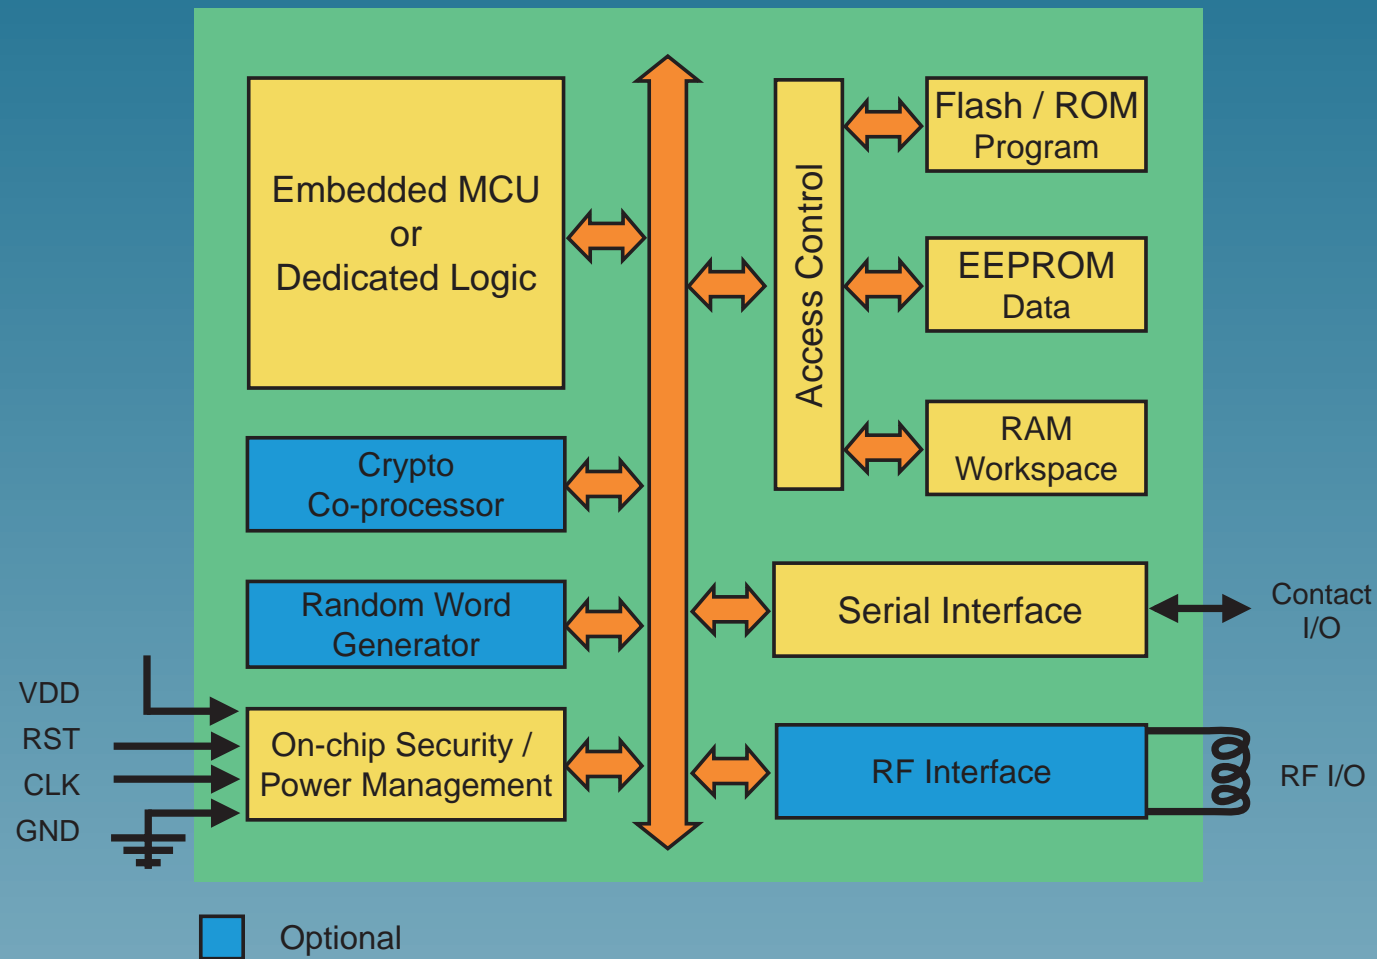 Embedded MCU
or
Dedicated Logic
Crypto
Co-processor
Random Word
Generator
On-chip Security /
Power Management
Access Control
Flash / ROM
Program
EEPROM
Data
RAM
Workspace
Serial Interface
RF Interface
Contact
I/O
RF I/O
VDD
RST
CLK
GND
Optional